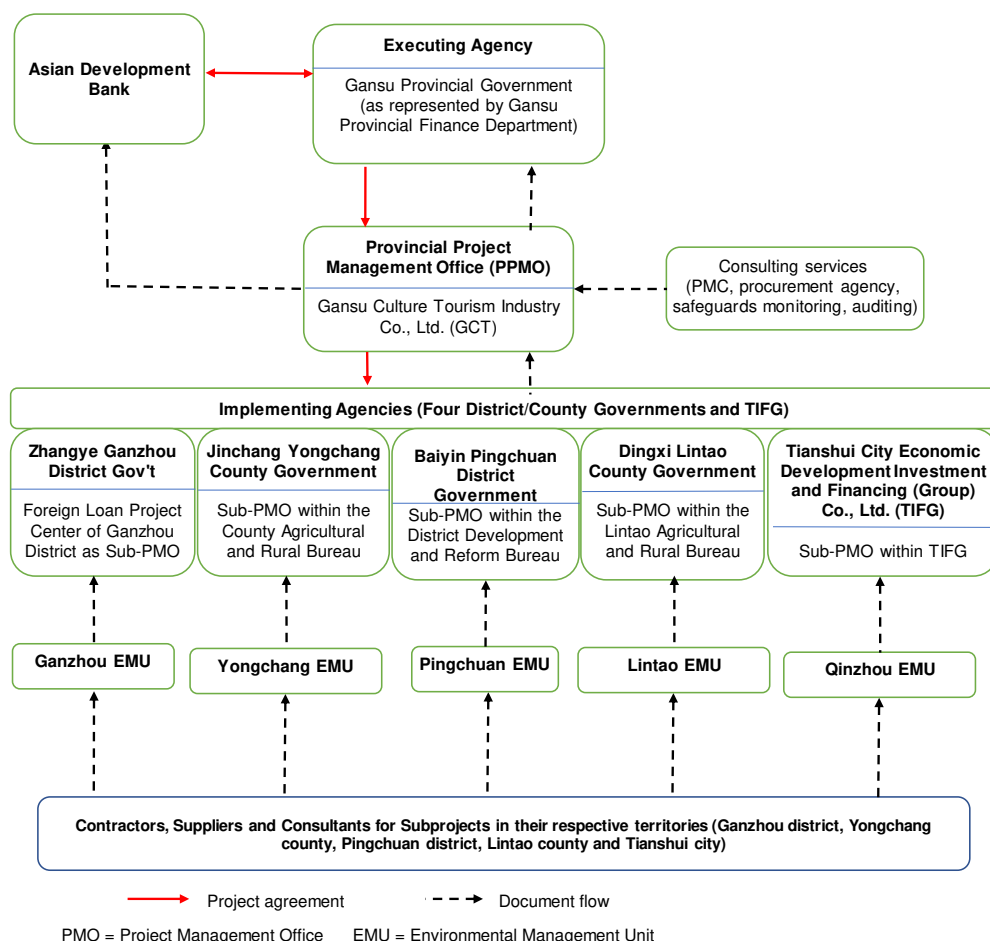 Asian Development
Bank
Executing Agency
Gansu Provincial Government
(as represented by Gansu
Provincial Finance Department)
Provincial Project
Management Office (PPMO)
Gansu Culture Tourism Industry
Co., Ltd. (GCT)
Consulting services
(PMC, procurement agency,
safeguards monitoring, auditing)
Implementing Agencies (Four District/County Governments and TIFG)
Zhangye Ganzhou
District Gov't
Foreign Loan Project
Center of Ganzhou
District as Sub-PMO
Jinchang Yongchang
County Government
Sub-PMO within the
County Agricultural
and Rural Bureau
Baiyin Pingchuan
District
Government
Sub-PMO within the
District Development
and Reform Bureau
Dingxi Lintao
County Government
Sub-PMO within the
Lintao Agricultural
and Rural Bureau
Tianshui City Economic
Development Investment
and Financing (Group)
Co., Ltd. (TIFG)
Sub-PMO within TIFG
Ganzhou EMU
Yongchang EMU
Pingchuan EMU
Lintao EMU
Qinzhou EMU
Contractors, Suppliers and Consultants for Subprojects in their respective territories (Ganzhou district, Yongchang
county, Pingchuan district, Lintao county and Tianshui city)
Project agreement
Document flow
PMO = Project Management Office EMU = Environmental Management Unit